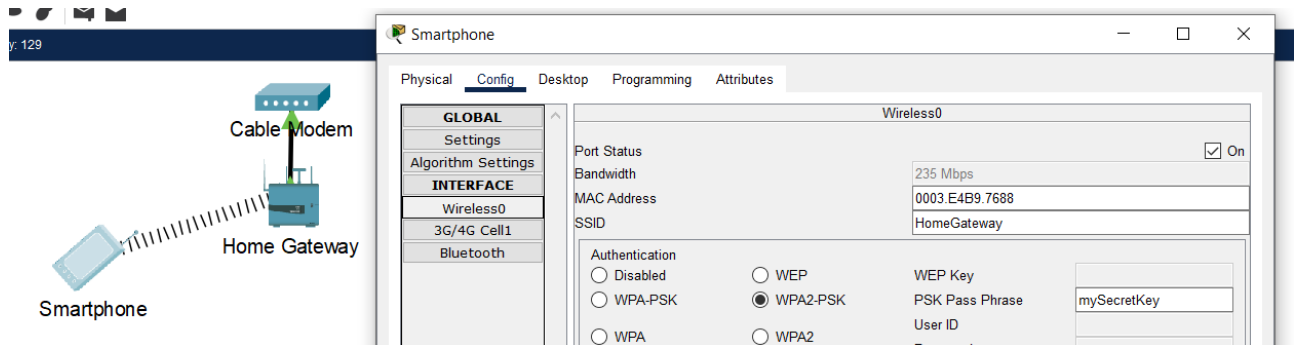 y: 129
Cable Modem
Home Gateway
Smartphone
Smartphone
Physical Config Desktop Programming Attributes
GLOBAL
Settings
Algorithm Settings
INTERFACE
Wireless0
3G/4G Cell1
Bluetooth
Wireless0
Port Status On
Bandwidth 235 Mbps
MAC Address 0003.E4B9.7688
SSID HomeGateway
Authentication
Disabled WEP WEP Key
WPA-PSK WPA2-PSK PSK Pass Phrase mySecretKey
User ID
WPA WPA2